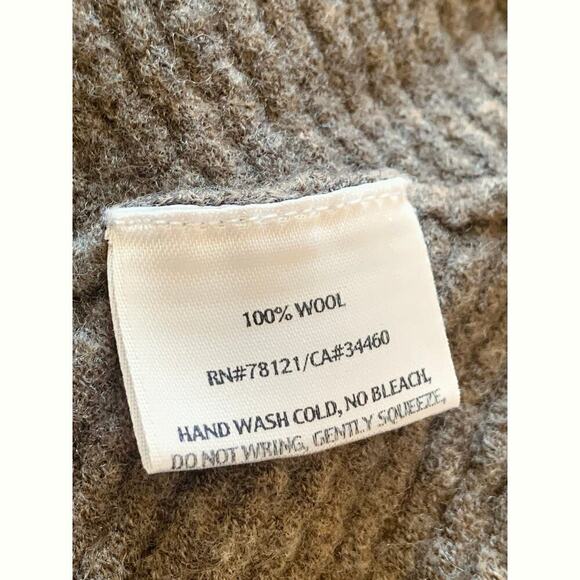 100% WOOL
RN#78121/CA#34460
HAND WASH COLD, NO BLEACH,
DO NOT WRING, GENTLY SQUEEZE,